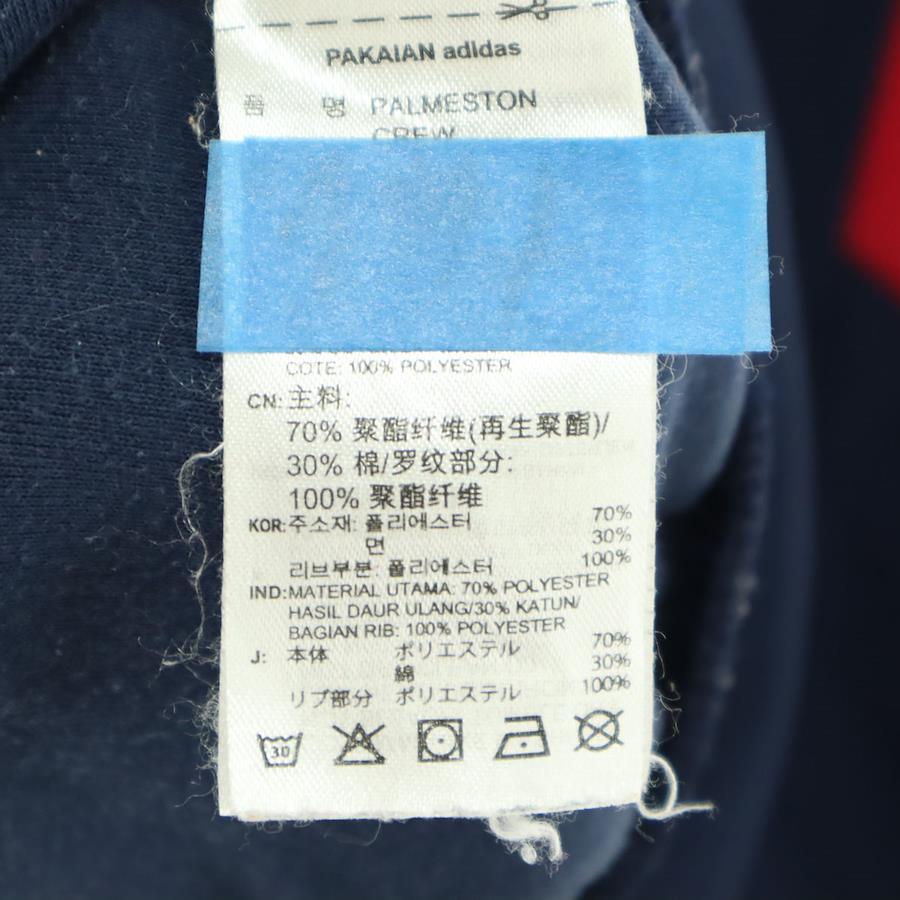 PAKAIAN adidas
품 명 PALMESTON
CREW
COTE: 100% POLYESTER
CN: 主料:
70% 聚酯纤维(再生聚酯)/
30% 棉/罗纹部分:
100% 聚酯纤维
KOR: 주소재: 폴리에스터 70%
면 30%
리브부분: 폴리에스터 100%
IND: MATERIAL UTAMA: 70% POLYESTER
HASIL DAUR ULANG/30% KATUN/
BAGIAN RIB: 100% POLYESTER
J: 本体 ポリエステル 70%
綿 30%
リブ部分 ポリエステル 100%
30